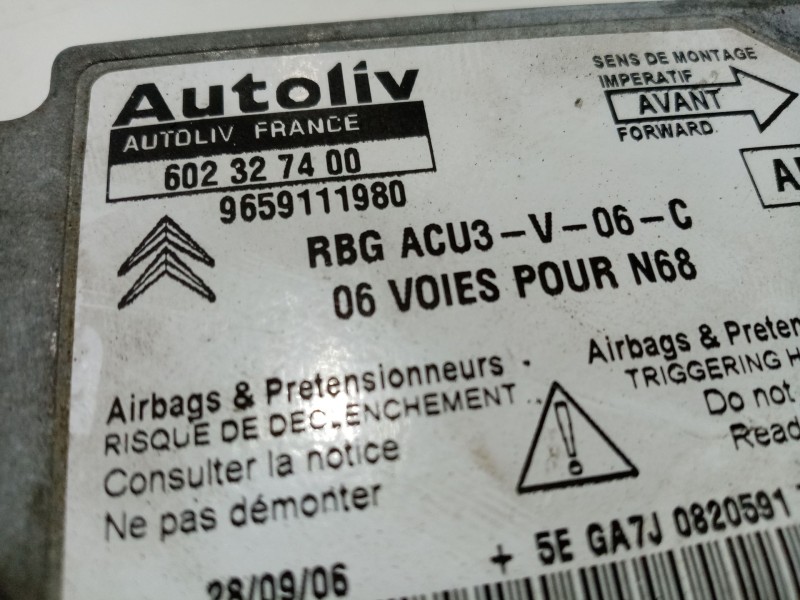 Autoliv
AUTOLIV FRANCE
602 32 74 00
9659111980
SENS DE MONTAGE
IMPERATIF
AVANT
FORWARD
RBG ACU3-V-06-C
06 VOIES POUR N68
Airbags & Pretensionneurs
RISQUE DE DECLENCHEMENT
Consulter la notice
Ne pas démonter
Airbags & Preten
TRIGGERING H
Do not
Read
!
+ 5E GA7J 0820591
28/09/06